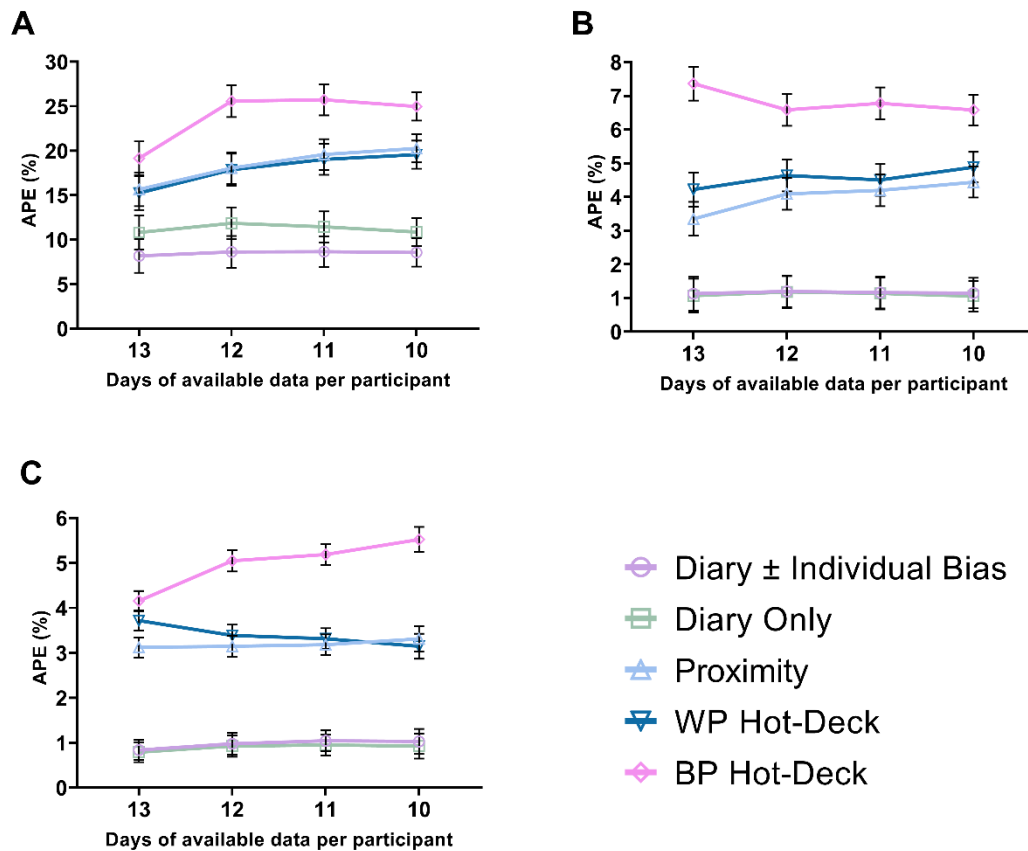 A
APE (%)
30
25
20
15
10
5
0
13 12 11 10
Days of available data per participant
B
APE (%)
8
7
6
5
4
3
2
1
0
13 12 11 10
Days of available data per participant
C
APE (%)
6
5
4
3
2
1
0
13 12 11 10
Days of available data per participant
Diary ± Individual Bias
Diary Only
Proximity
WP Hot-Deck
BP Hot-Deck